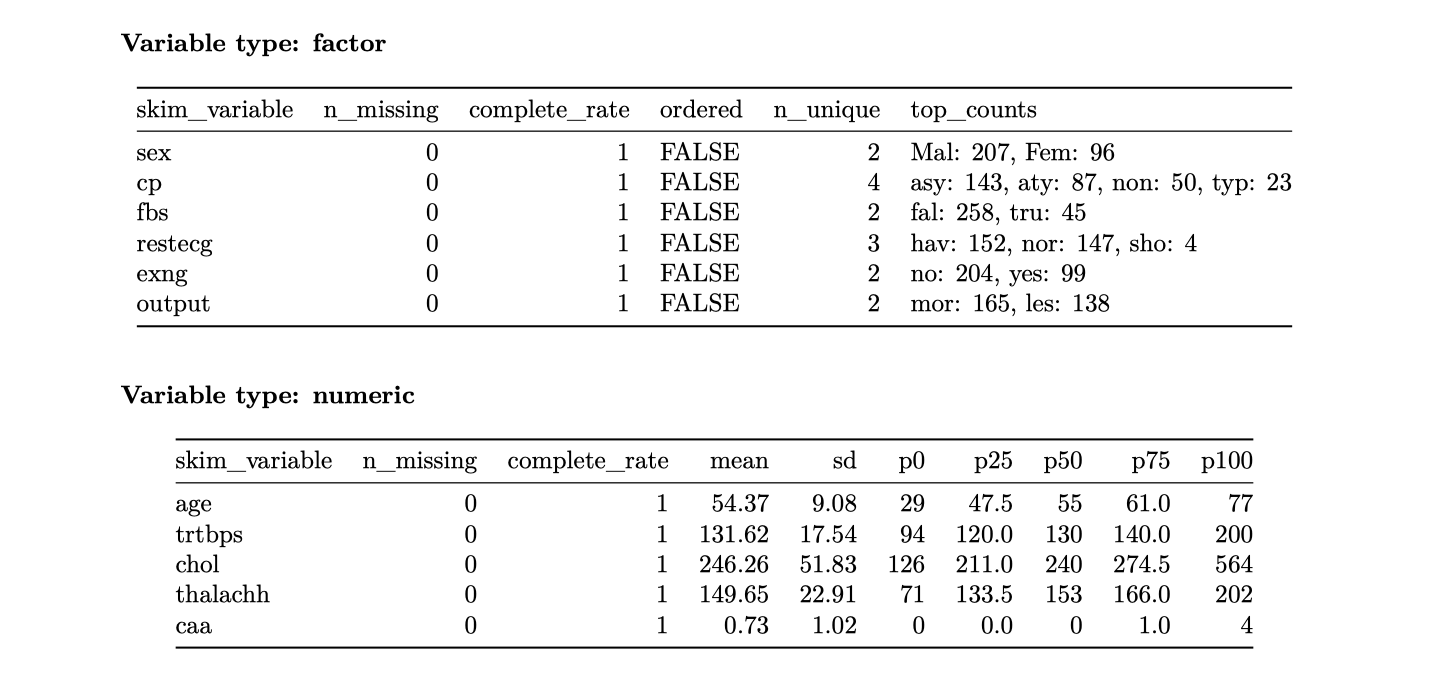 Variable type: factor
skim_variable n_missing complete_rate ordered n_unique top_counts
sex 0 1 FALSE 2 Mal: 207, Fem: 96
cp 0 1 FALSE 4 asy: 143, aty: 87, non: 50, typ: 23
fbs 0 1 FALSE 2 fal: 258, tru: 45
restecg 0 1 FALSE 3 hav: 152, nor: 147, sho: 4
exng 0 1 FALSE 2 no: 204, yes: 99
output 0 1 FALSE 2 mor: 165, les: 138
Variable type: numeric
skim_variable n_missing complete_rate mean sd p0 p25 p50 p75 p100
age 0 1 54.37 9.08 29 47.5 55 61.0 77
trtbps 0 1 131.62 17.54 94 120.0 130 140.0 200
chol 0 1 246.26 51.83 126 211.0 240 274.5 564
thalachh 0 1 149.65 22.91 71 133.5 153 166.0 202
caa 0 1 0.73 1.02 0 0.0 0 1.0 4